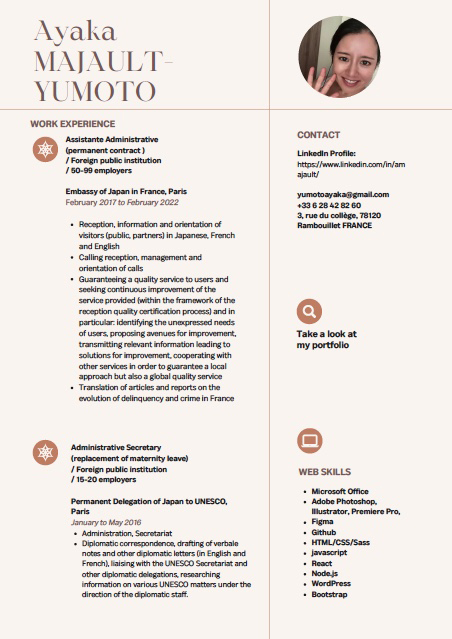 Ayaka
MAJAULT-
YUMOTO
WORK EXPERIENCE
Assistante Administrative
(permanent contract )
/ Foreign public institution
/ 50-99 employers
Embassy of Japan in France, Paris
February 2017 to February 2022
• Reception, information and orientation of
visitors (public, partners) in Japanese, French
and English
• Calling reception, management and
orientation of calls
• Guaranteeing a quality service to users and
seeking continuous improvement of the
service provided (within the framework of the
reception quality certification process) and in
particular: identifying the unexpressed needs
of users, proposing avenues for improvement,
transmitting relevant information leading to
solutions for improvement, cooperating with
other services in order to guarantee a local
approach but also a global quality service
• Translation of articles and reports on the
evolution of delinquency and crime in France
Administrative Secretary
(replacement of maternity leave)
/ Foreign public institution
/ 15-20 employers
Permanent Delegation of Japan to UNESCO,
Paris
January to May 2016
• Administration, Secretariat
• Diplomatic correspondence, drafting of verbale
notes and other diplomatic letters (in English and
French), liaising with the UNESCO Secretariat and
other diplomatic delegations, researching
information on various UNESCO matters under the
direction of the diplomatic staff.
CONTACT
LinkedIn Profile:
https://www.linkedin.com/in/am
ajault/
yumotoayaka@gmail.com
+33 6 28 42 82 60
3, rue du collège, 78120
Rambouillet FRANCE
Take a look at
my portfolio
WEB SKILLS
• Microsoft Office
• Adobe Photoshop,
Illustrator, Premiere Pro,
• Figma
• Github
• HTML/CSS/Sass
• javascript
• React
• Node.js
• WordPress
• Bootstrap